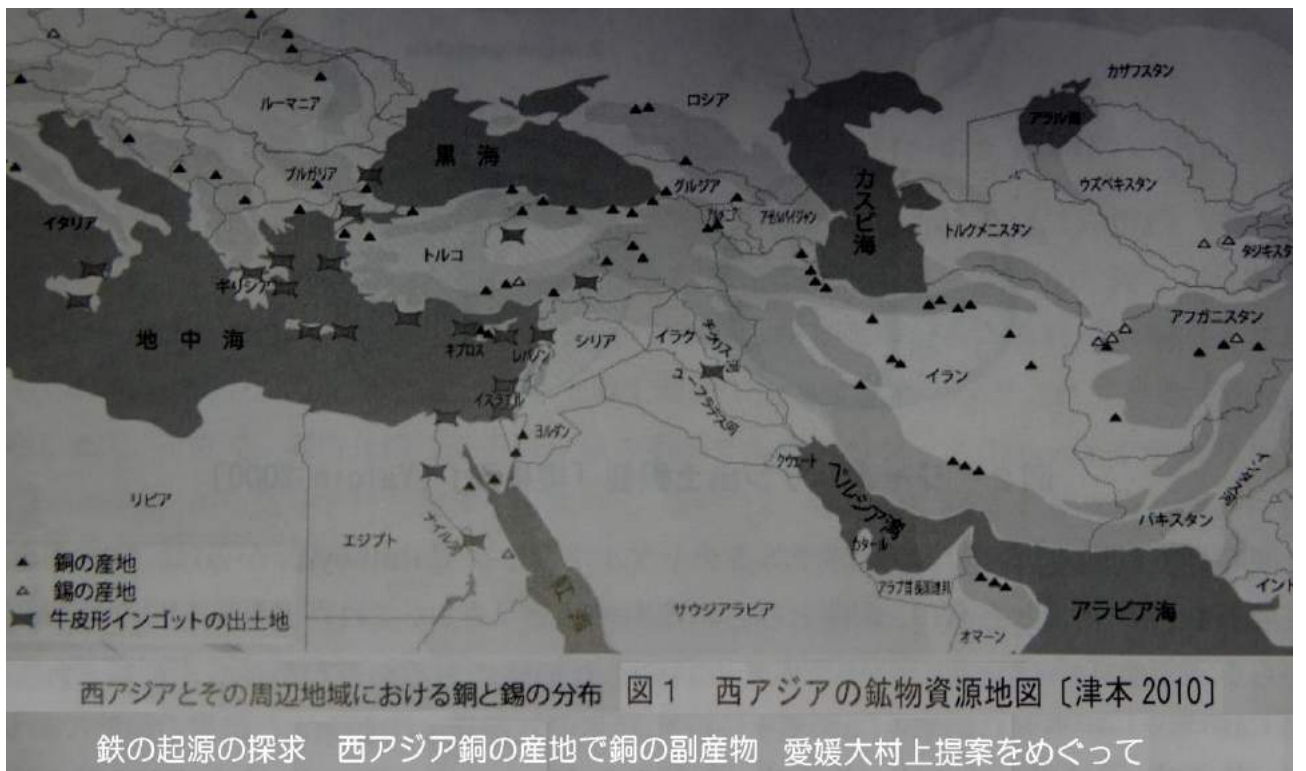 カザフスタン
ロシア
ルーマニア
アラル海
黒海
ブルガリア
グルジア
カスピ海
ウズベキスタン
イタリア
アゼルバイジャン
トルクメニスタン
トルコ
ギリシア
アフガニスタン
地中海
キプロス
レバノン
シリア
イラク
チグリス河
ユーフラテス河
イラン
イスラエル
ヨルダン
クウェート
ペルシア湾
リビア
エジプト
ナイル河
カタール
パキスタン
紅海
アラブ首長国連邦
サウジアラビア
オマーン
アラビア海
▲ 銅の産地
△ 錫の産地
牛皮形インゴットの出土地
西アジアとその周辺地域における銅と錫の分布
図1 西アジアの鉱物資源地図〔津本 2010〕
鉄の起源の探求 西アジア銅の産地で銅の副産物 愛媛大村上提案をめぐって